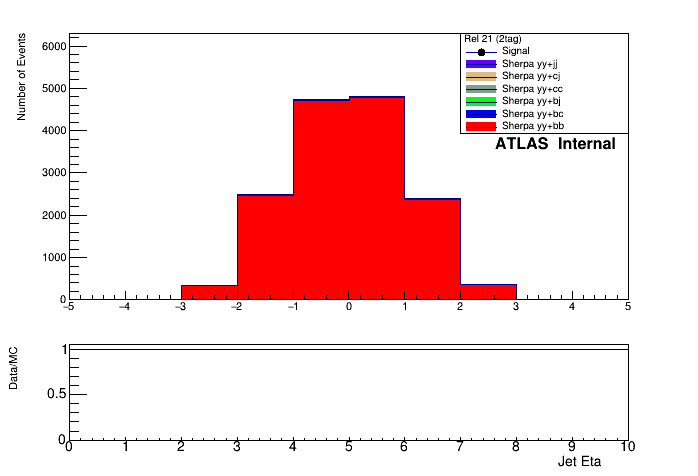 Number of Events
6000
5000
4000
3000
2000
1000
0
−5 −4 −3 −2 −1 0 1 2 3 4 5
Rel 21 (2tag)
Signal
Sherpa yy+jj
Sherpa yy+cj
Sherpa yy+cc
Sherpa yy+bj
Sherpa yy+bc
Sherpa yy+bb
ATLAS Internal
Data/MC
1
0.5
0
0 1 2 3 4 5 6 7 8 9 10
Jet Eta